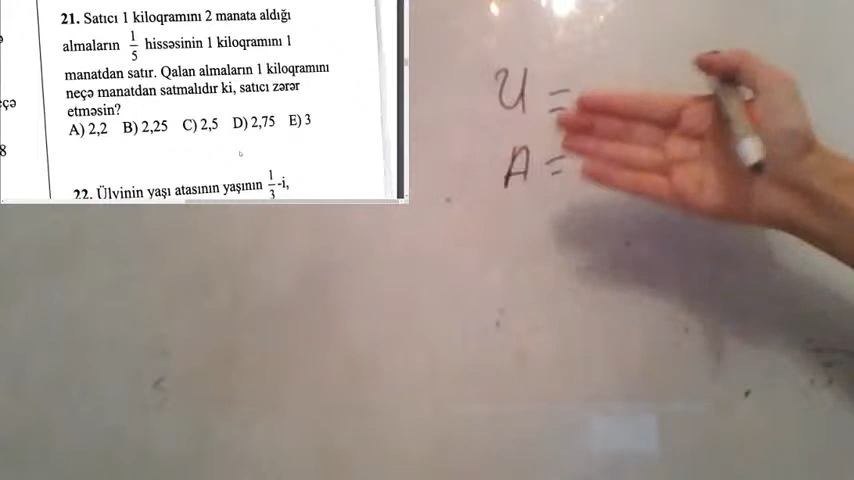 21. Satıcı 1 kiloqramını 2 manata aldığı
almaların 1/5 hissəsinin 1 kiloqramını 1
manatdan satır. Qalan almaların 1 kiloqramını
neçə manatdan satmalıdır ki, satıcı zərər
etməsin?
A) 2,2 B) 2,25 C) 2,5 D) 2,75 E) 3
22. Ülvinin yaşı atasının yaşının 1/3-i,
çə
8
U =
A =